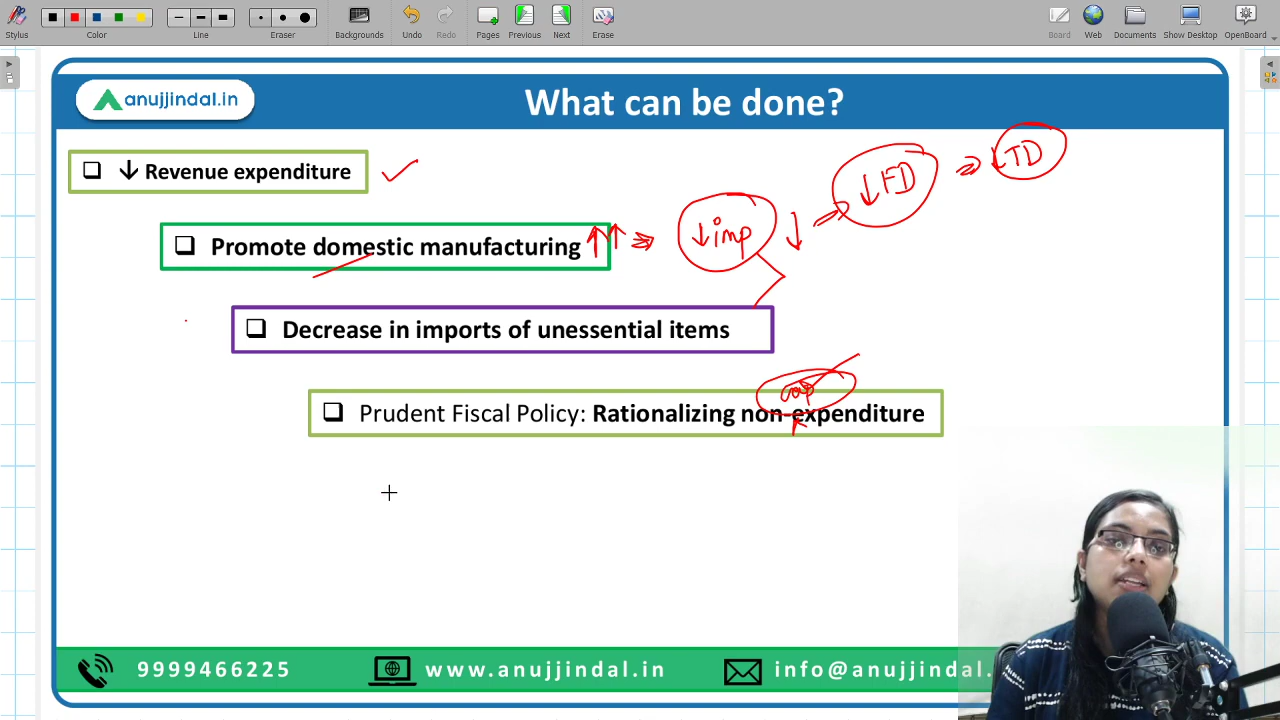 Stylus
Color
Line
Eraser
Backgrounds
Undo
Redo
Pages
Previous
Next
Erase
Board
Web
Documents
Show Desktop
OpenBoard
anujjindal.in
What can be done?
↓ Revenue expenditure
↓ FD
↓ TD
Promote domestic manufacturing
↓ imp ↓
Decrease in imports of unessential items
cap
Prudent Fiscal Policy: Rationalizing non-expenditure
9999466225
www.anujjindal.in
info@anujjindal.